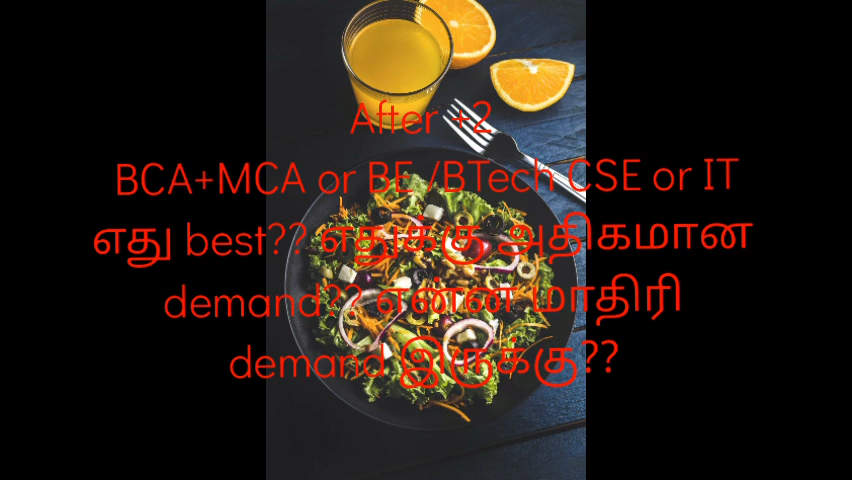 After +2
BCA+MCA or BE /BTech CSE or IT
எது best?? எதுக்கு அதிகமான
demand?? என்ன மாதிரி
demand இருக்கு??